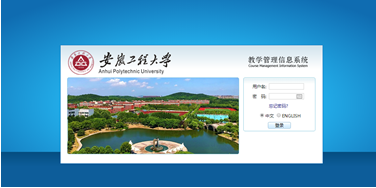 安徽工程大学
Anhui Polytechnic University
教学管理信息系统
Course Management Information System
用户名:
密 码:
忘记密码?
中文 ENGLISH
登录